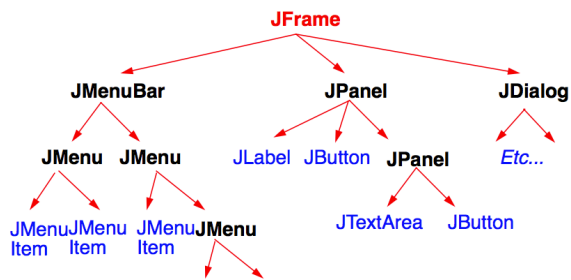 JFrame
JMenuBar JPanel JDialog
JMenu JMenu JLabel JButton JPanel Etc...
JMenu JMenu JMenu JMenu JTextArea JButton
Item Item Item